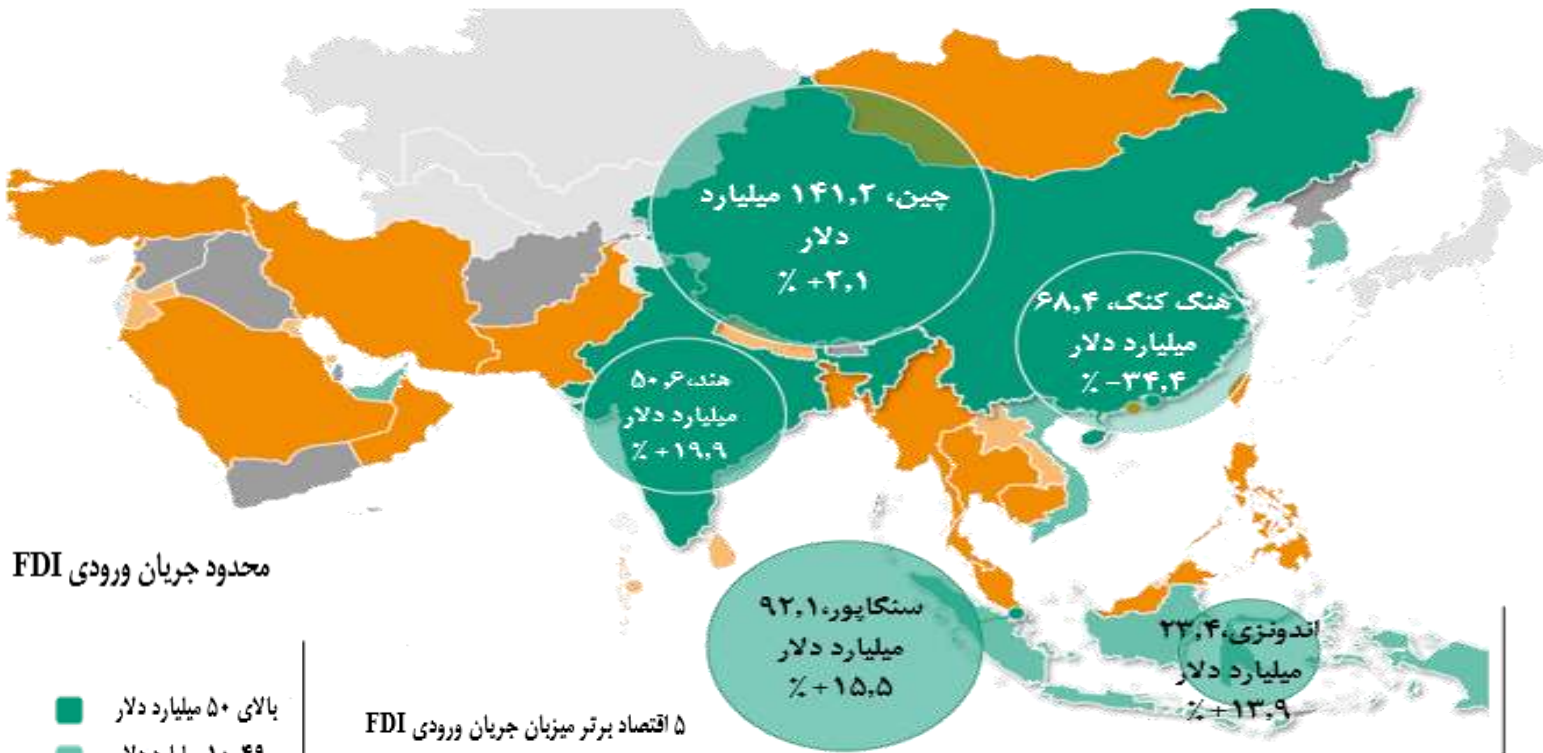 چین، ۱۴۱,۲ میلیارد
دلار
۲,۱+ %
هنگ کنگ، ۶۸,۴
میلیارد دلار
۳۴,۴- %
هند، ۵۰,۶
میلیارد دلار
۱۹,۹+ %
سنگاپور، ۹۲,۱
میلیارد دلار
۱۵,۵+ %
اندونزی، ۲۳,۴
میلیارد دلار
۱۳,۹+ %
محدود جریان ورودی FDI
بالای ۵۰ میلیارد دلار
۵ اقتصاد برتر میزبان جریان ورودی FDI